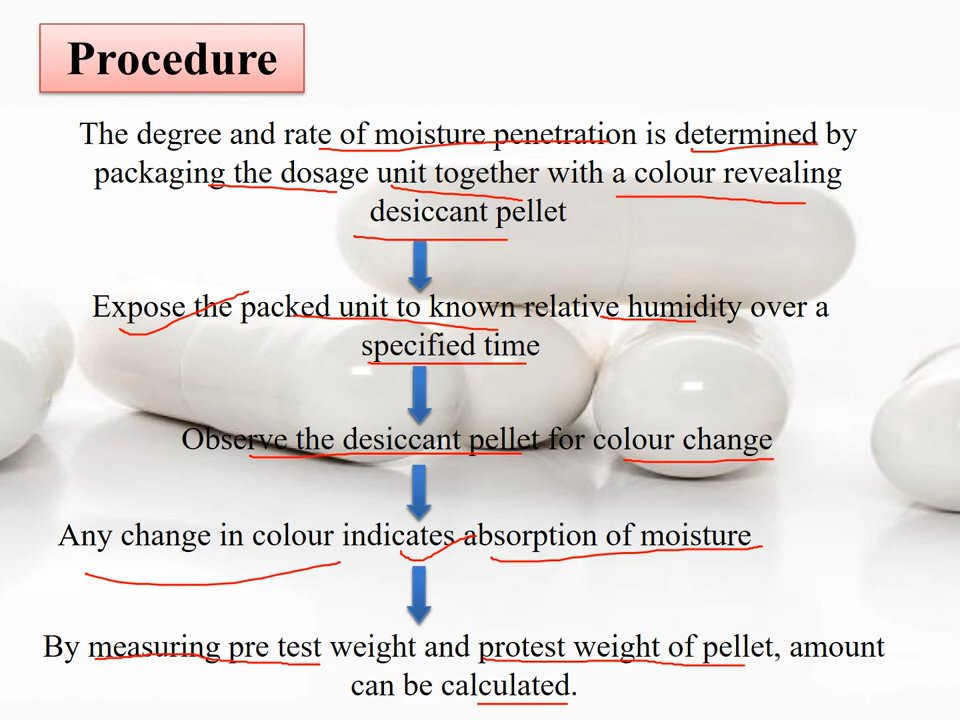 Procedure
The degree and rate of moisture penetration is determined by
packaging the dosage unit together with a colour revealing
desiccant pellet
Expose the packed unit to known relative humidity over a
specified time
Observe the desiccant pellet for colour change
Any change in colour indicates absorption of moisture
By measuring pre test weight and protest weight of pellet, amount
can be calculated.